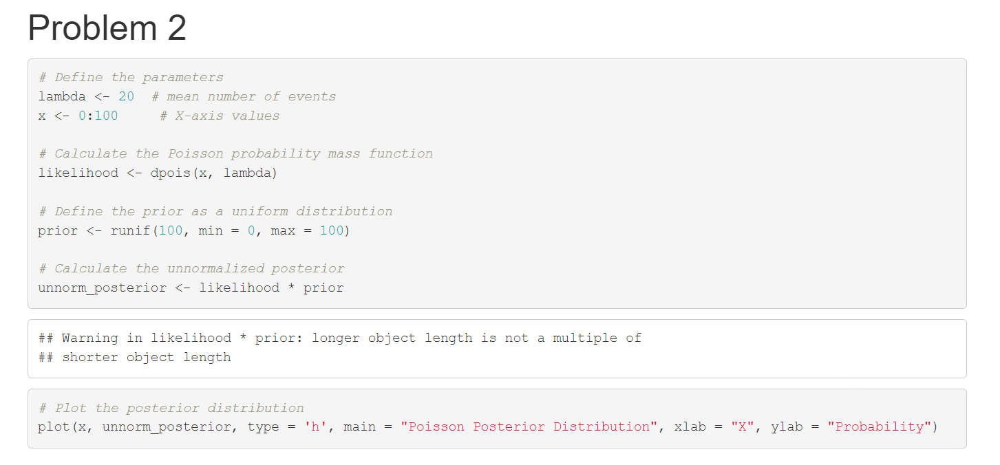 Problem 2
# Define the parameters
lambda <- 20  # mean number of events
x <- 0:100     # X-axis values
# Calculate the Poisson probability mass function
likelihood <- dpois(x, lambda)
# Define the prior as a uniform distribution
prior <- runif(100, min = 0, max = 100)
# Calculate the unnormalized posterior
unnorm_posterior <- likelihood * prior
## Warning in likelihood * prior: longer object length is not a multiple of
## shorter object length
# Plot the posterior distribution
plot(x, unnorm_posterior, type = 'h', main = "Poisson Posterior Distribution", xlab = "X", ylab = "Probability")